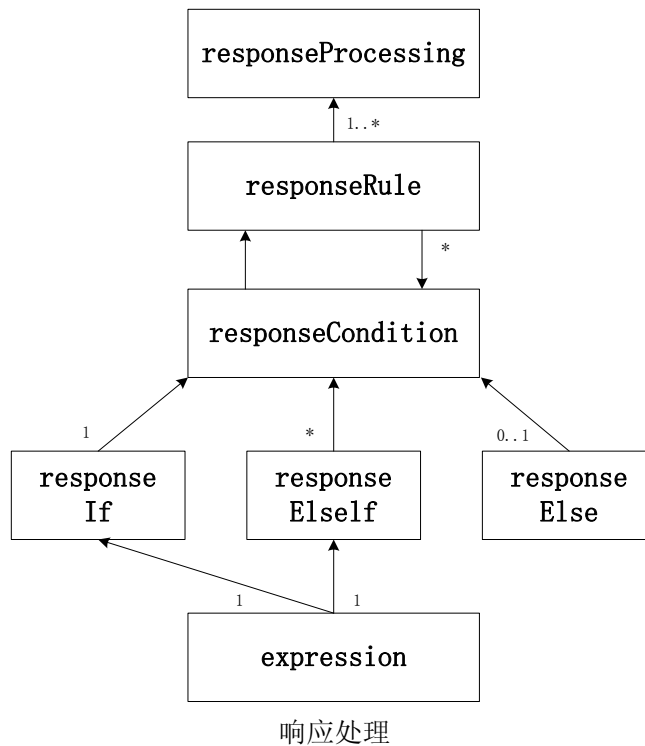 responseProcessing
1..*
responseRule
*
responseCondition
1
*
0..1
response
If
response
ElseIf
response
Else
1
1
expression
响应处理